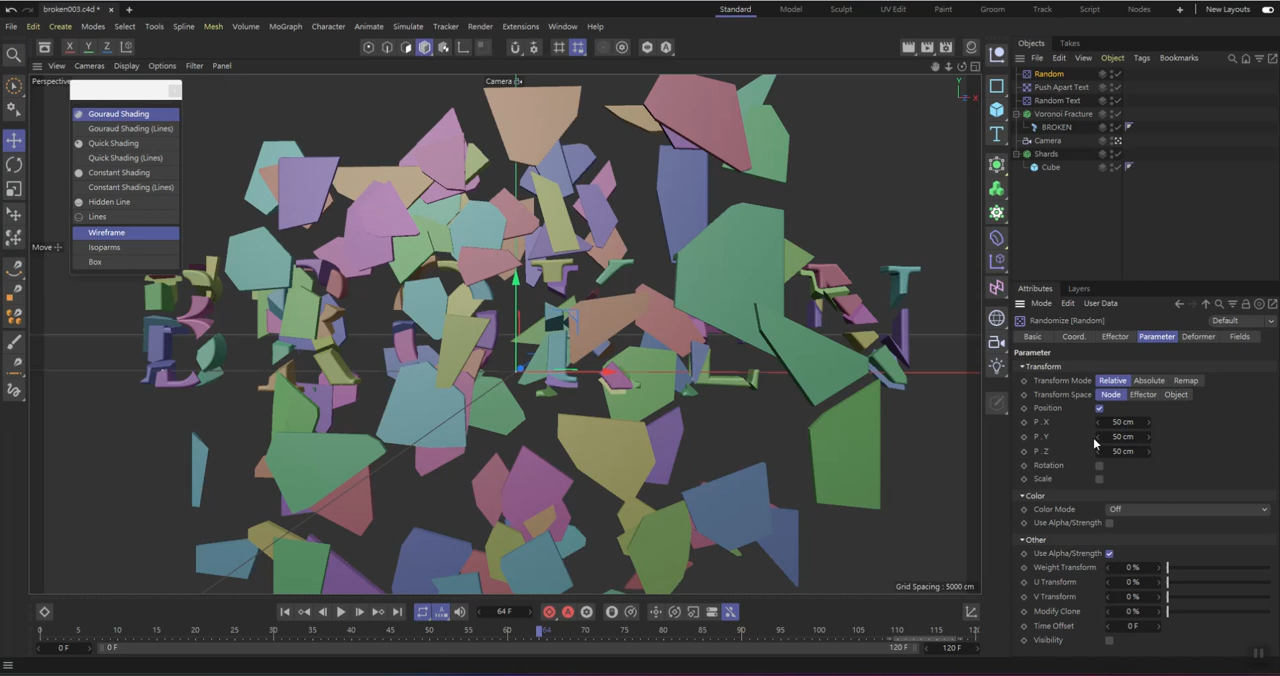 broken003.c4d *
Standard
Model
Sculpt
UV Edit
Paint
Groom
Track
Script
Nodes
New Layouts
File
Edit
Create
Modes
Select
Tools
Spline
Mesh
Volume
MoGraph
Character
Animate
Simulate
Tracker
Render
Extensions
Window
Help
X
Y
Z
View
Cameras
Display
Options
Filter
Panel
Perspective
Camera
Y
X
Gouraud Shading
Gouraud Shading (Lines)
Quick Shading
Quick Shading (Lines)
Constant Shading
Constant Shading (Lines)
Hidden Line
Lines
Wireframe
Isoparms
Box
Move
Grid Spacing : 5000 cm
64 F
0
5
10
15
20
25
30
35
40
45
50
55
60
64
70
75
80
85
90
95
100
105
110
115
0 F
0 F
120 F
120 F
Objects
Takes
File
Edit
View
Object
Tags
Bookmarks
Random
Push Apart Text
Random Text
Voronoi Fracture
BROKEN
Camera
Shards
Cube
Attributes
Layers
Mode
Edit
User Data
Randomize [Random]
Default
Basic
Coord.
Effector
Parameter
Deformer
Fields
Parameter
Transform
Transform Mode Relative Absolute Remap
Transform Space Node Effector Object
Position
P . X 50 cm
P . Y 50 cm
P . Z 50 cm
Rotation
Scale
Color
Color Mode Off
Use Alpha/Strength
Other
Use Alpha/Strength
Weight Transform 0 %
U Transform 0 %
V Transform 0 %
Modify Clone 0 %
Time Offset 0 F
Visibility